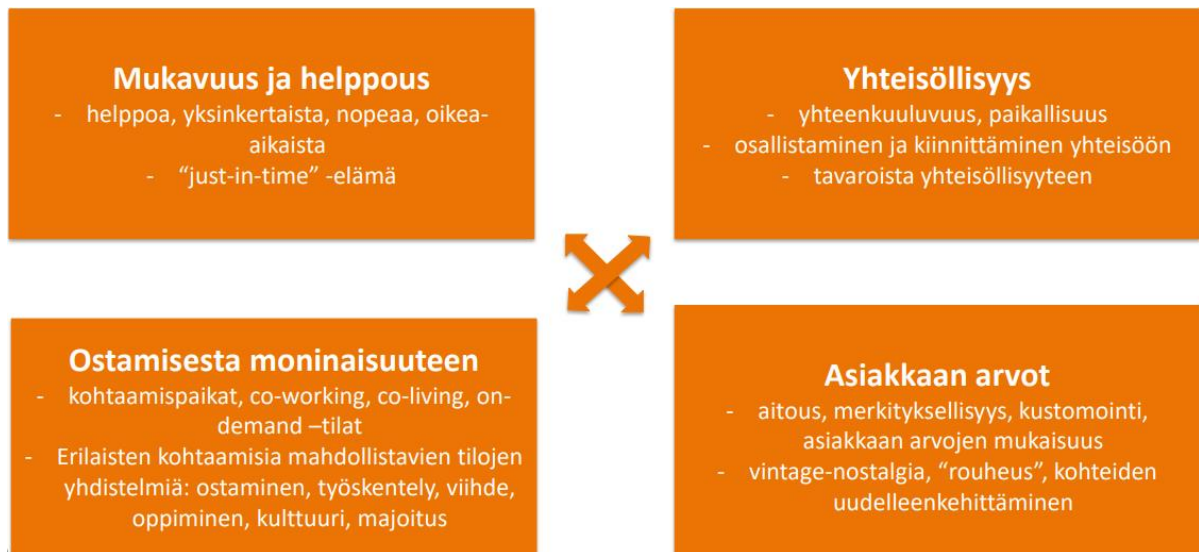 Mukavuus ja helppous
- helppoa, yksinkertaista, nopeaa, oikea-
aikaista
- “just-in-time” -elämä
Yhteisöllisyys
- yhteenkuuluvuus, paikallisuus
- osallistaminen ja kiinnittäminen yhteisöön
- tavaroista yhteisöllisyyteen
Ostamisesta moninaisuuteen
- kohtaamispaikat, co-working, co-living, on-
demand –tilat
- Erilaisten kohtaamisia mahdollistavien tilojen
yhdistelmiä: ostaminen, työskentely, viihde,
oppiminen, kulttuuri, majoitus
Asiakkaan arvot
- aitous, merkityksellisyys, kustomointi,
asiakkaan arvojen mukaisuus
- vintage-nostalgia, “rouheus”, kohteiden
uudelleenkehittäminen